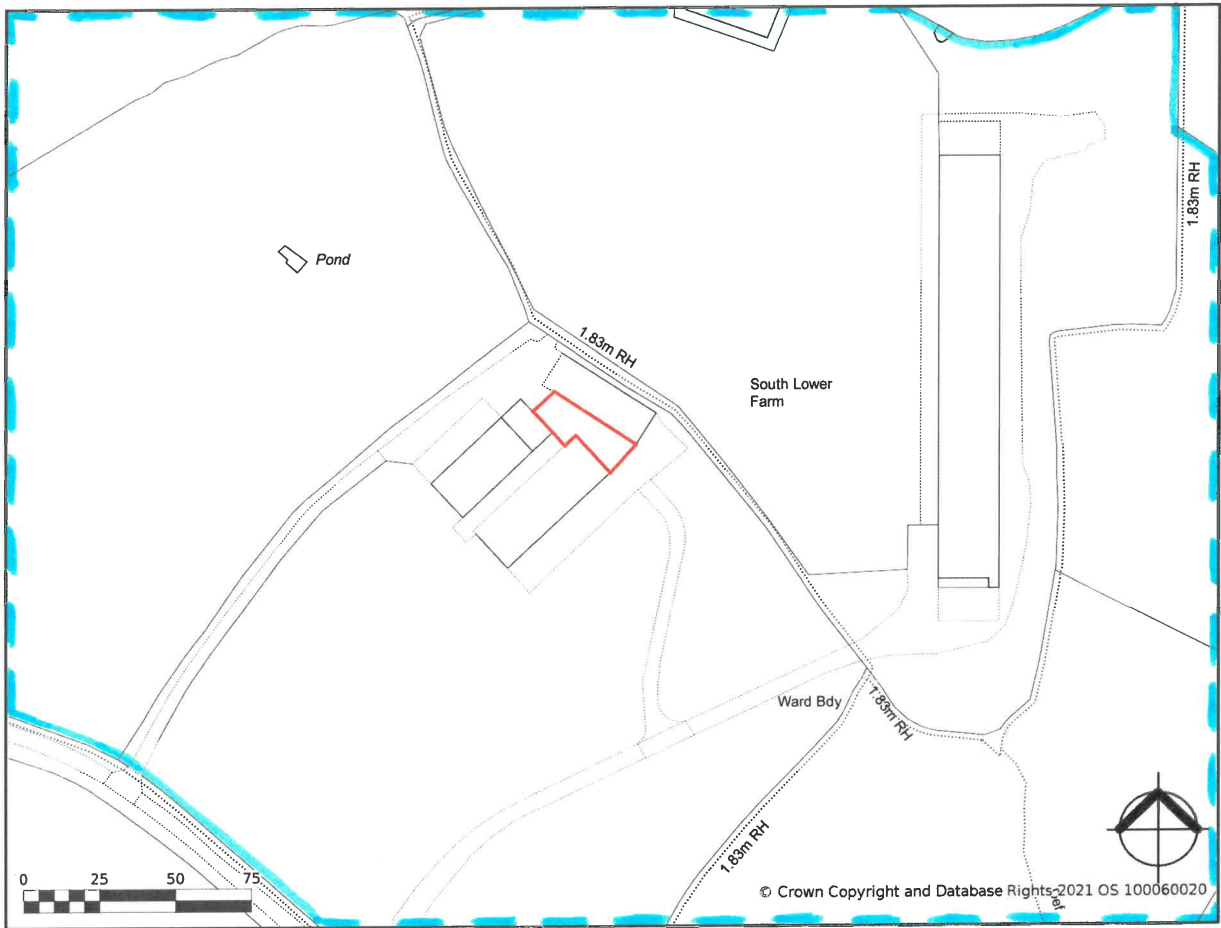 1.83m RH
Pond
1.83m RH
South Lower
Farm
Ward Bdy
1.83m RH
1.83m RH
0 25 50 75
© Crown Copyright and Database Rights 2021 OS 100060020